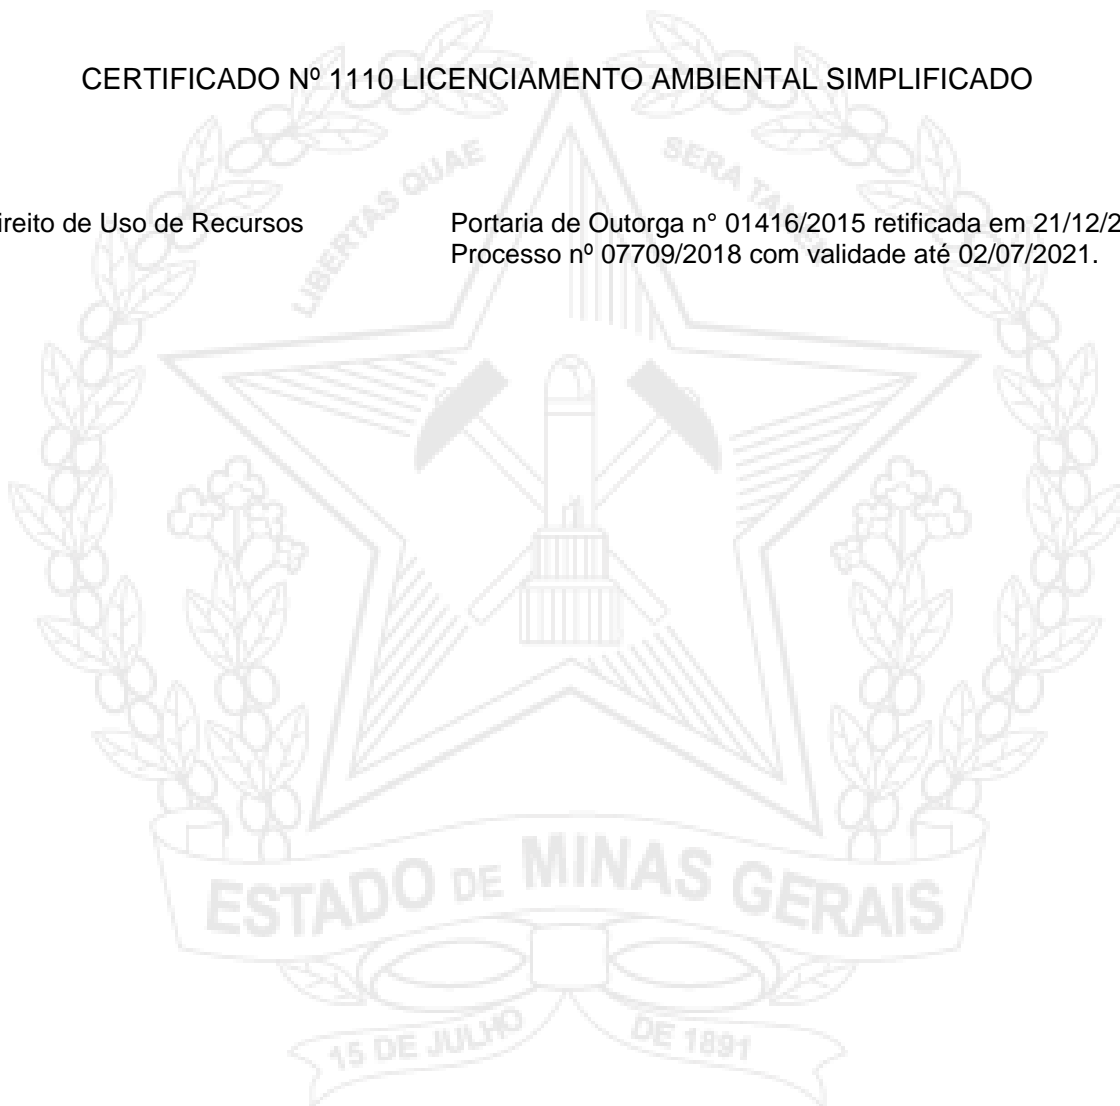 CERTIFICADO Nº 1110 LICENCIAMENTO AMBIENTAL SIMPLIFICADO
LIBERTAS QUAE SERA
ireito de Uso de Recursos
Portaria de Outorga n° 01416/2015 retificada em 21/12/2
Processo nº 07709/2018 com validade até 02/07/2021.
ESTADO DE MINAS GERAIS
15 DE JULHO DE 1891